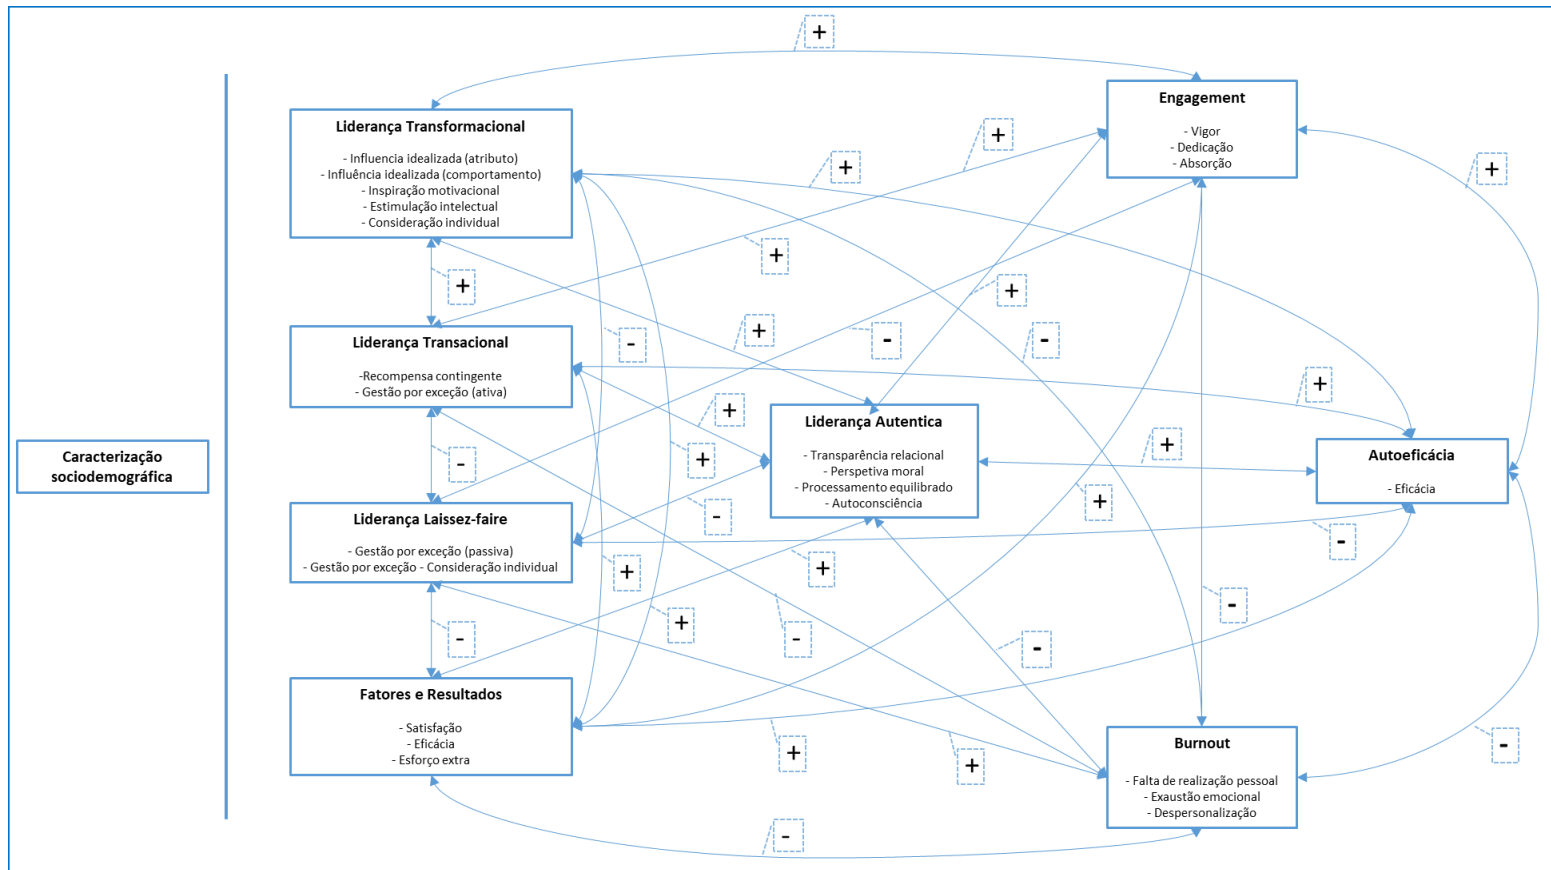 Caracterização
sociodemográfica
Liderança Transformacional
- Influencia idealizada (atributo)
- Influência idealizada (comportamento)
- Inspiração motivacional
- Estimulação intelectual
- Consideração individual
Liderança Transacional
-Recompensa contingente
- Gestão por exceção (ativa)
Liderança Laissez-faire
- Gestão por exceção (passiva)
- Gestão por exceção - Consideração individual
Fatores e Resultados
- Satisfação
- Eficácia
- Esforço extra
Liderança Autentica
- Transparência relacional
- Perspetiva moral
- Processamento equilibrado
- Autoconsciência
Engagement
- Vigor
- Dedicação
- Absorção
Autoeficácia
- Eficácia
Burnout
- Falta de realização pessoal
- Exaustão emocional
- Despersonalização
+
+
+
+
+
+
+
+
-
-
-
+
+
+
+
-
-
-
+
+
+
-
+
-
-
-
-
+
+
-
-